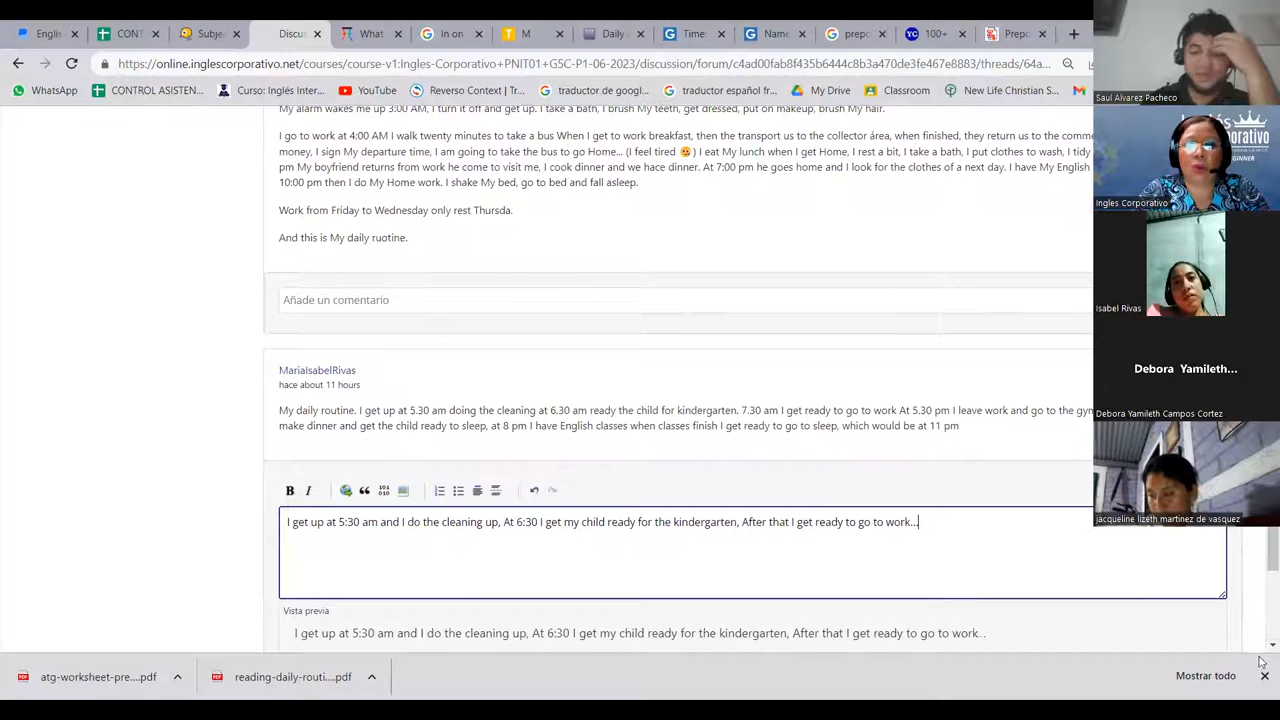 English
CONT
Subje
Discus
What
In on
M
Daily
Time:
Name
prepo
100+
Prepo
online.inglescorporativo.net/courses/course-v1:Ingles-Corporativo+PNIT01+G5C-P1-06-2023/discussion/forum/c4ad00fab8f435b6444c8b3a470de3fe467e8883/threads/64a...
WhatsApp
CONTROL ASISTEN...
Curso: Inglés Inter...
YouTube
Reverso Context | Tr...
traductor de googl...
traductor español fr...
My Drive
Classroom
New Life Christian S...
My alarm wakes me up 3:00 AM, I turn it off and get up. I take a bath, I brush My teeth, get dressed, put on makeup, brush My hair.
I go to work at 4:00 AM I walk twenty minutes to take a bus When I get to work breakfast, then the transport us to the collector área, when finished, they return us to the comme
money, I sign My departure time, I am going to take the bus to go Home... (I feel tired 😕) I eat My lunch when I get Home, I rest a bit, I take a bath, I put clothes to wash, I tidy
pm My boyfriend returns from work he come to visit me, I cook dinner and we hace dinner. At 7:00 pm he goes home and I look for the clothes of a next day. I have My English
10:00 pm then I do My Home work. I shake My bed, go to bed and fall asleep.
Work from Friday to Wednesday only rest Thursda.
And this is My daily ruotine.
Añade un comentario
MariaIsabelRivas
hace about 11 hours
My daily routine. I get up at 5.30 am doing the cleaning at 6.30 am ready the child for kindergarten. 7.30 am I get ready to go to work At 5.30 pm I leave work and go to the gyn
make dinner and get the child ready to sleep, at 8 pm I have English classes when classes finish I get ready to go to sleep, which would be at 11 pm
B I
101
010
I get up at 5:30 am and I do the cleaning up, At 6:30 I get my child ready for the kindergarten, After that I get ready to go to work...
Vista previa
I get up at 5:30 am and I do the cleaning up, At 6:30 I get my child ready for the kindergarten, After that I get ready to go to work. .
atg-worksheet-pre....pdf
reading-daily-routi....pdf
Mostrar todo
Saul Alvarez Pacheco
Ingles Corporativo
Isabel Rivas
Debora Yamileth...
Debora Yamileth Campos Cortez
jacqueline lizeth martinez de vasquez